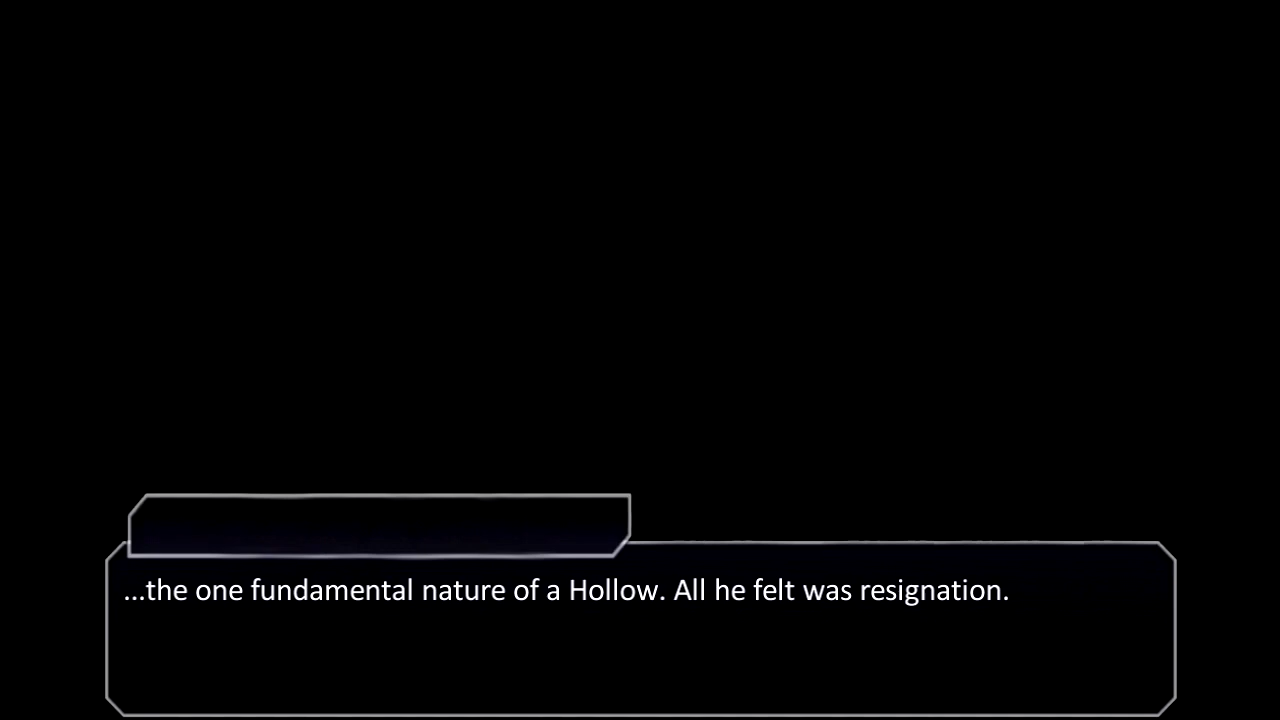 ...the one fundamental nature of a Hollow. All he felt was resignation.